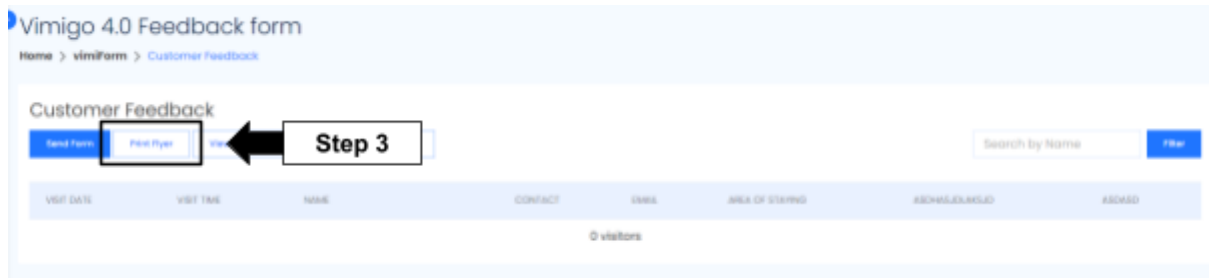 Vimigo 4.0 Feedback form
Home > vimiForm > Customer Feedback
Customer Feedback
Send Form Print Flyer Step 3 Search by Name Filter
VISIT DATE VISIT TIME NAME CONTACT EMAIL AREA OF STAYING ASDASD
0 visitors